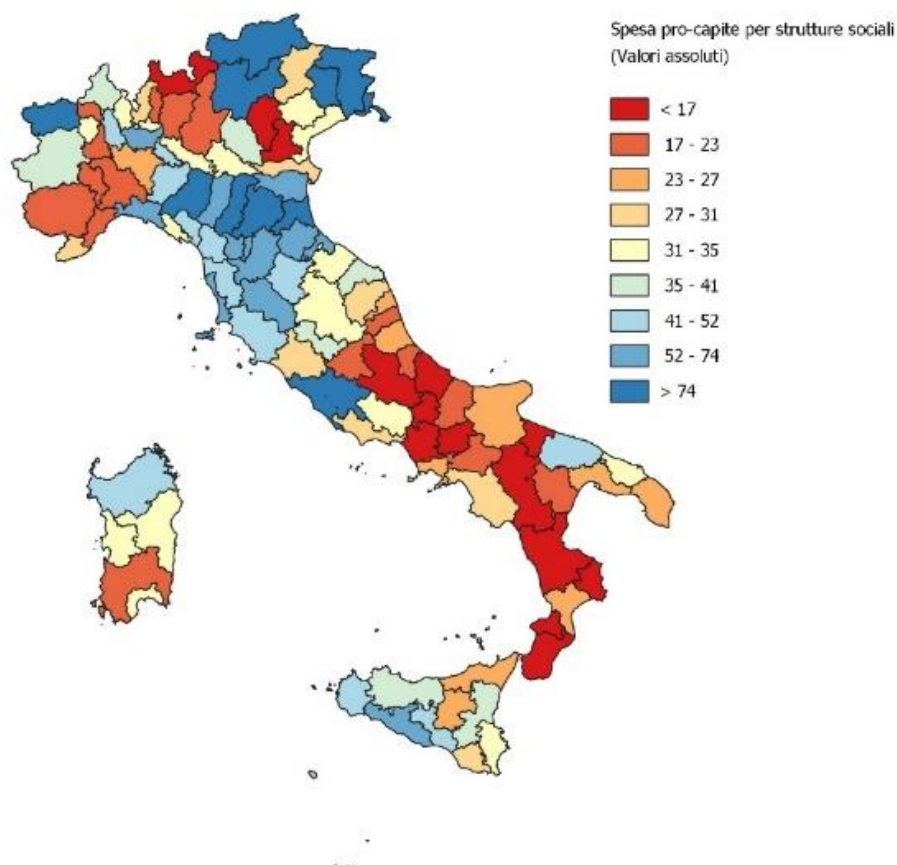 Spesa pro-capite per strutture sociali
(Valori assoluti)
< 17
17 - 23
23 - 27
27 - 31
31 - 35
35 - 41
41 - 52
52 - 74
> 74